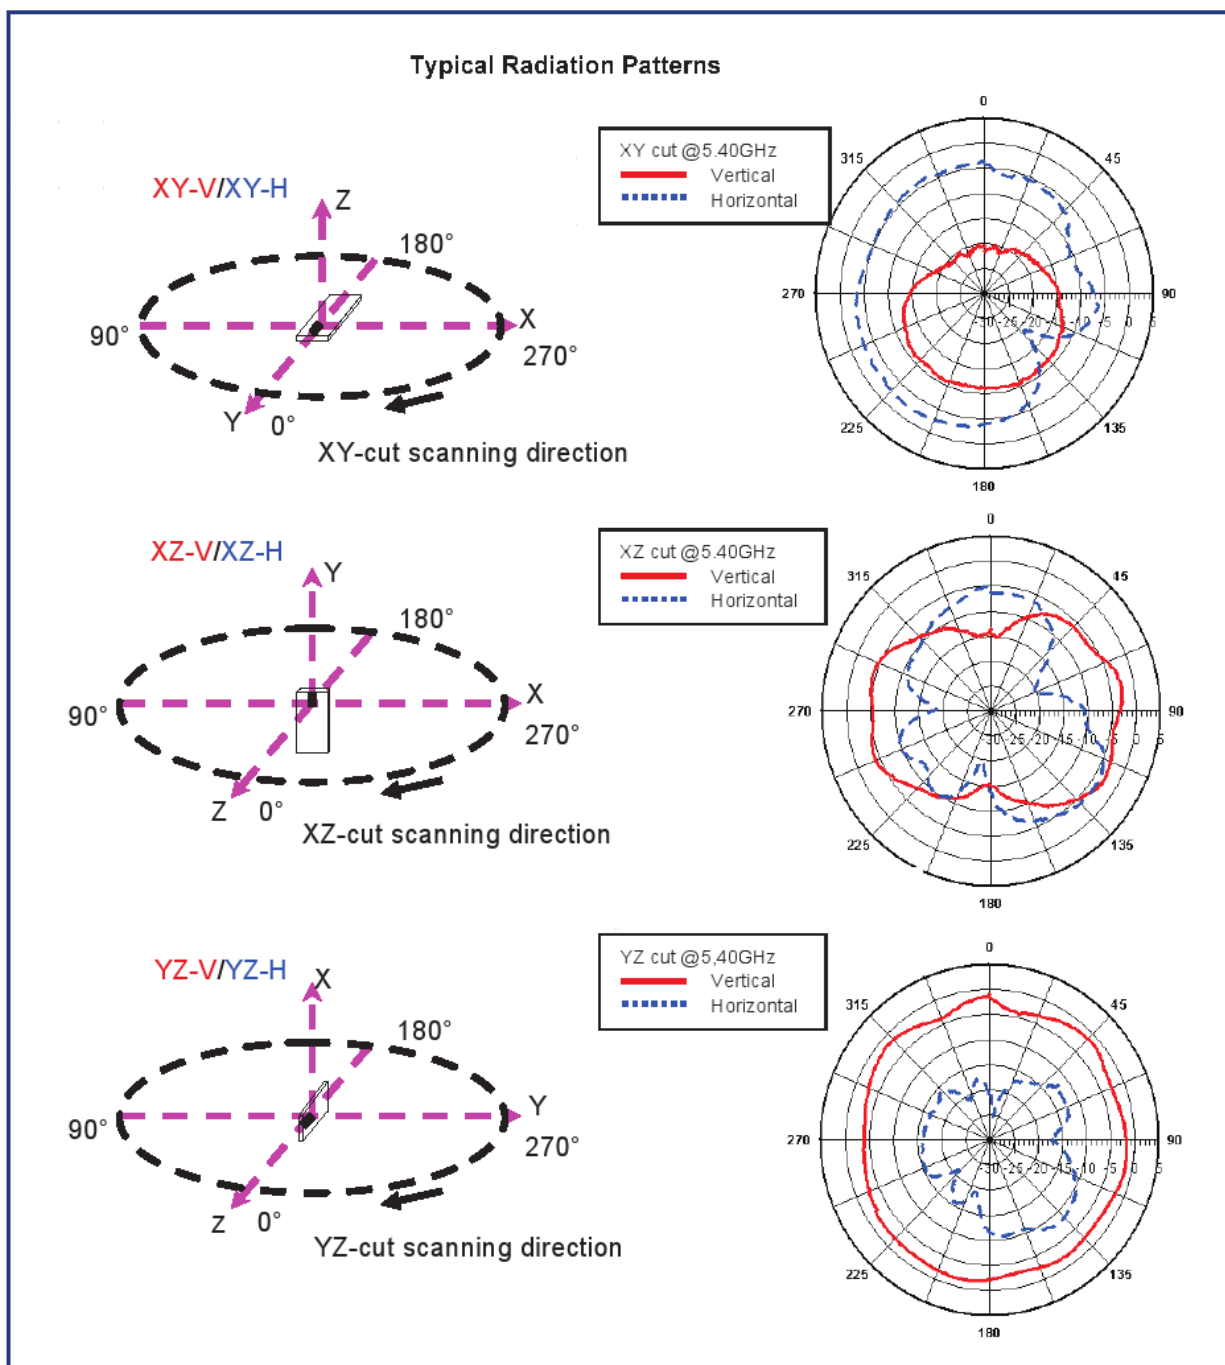 Typical Radiation Patterns
XY-V/XY-H
Z
180°
90°
X
270°
Y
0°
XY-cut scanning direction
XY cut @5.40GHz
Vertical
Horizontal
0
315
45
270
90
-30 -25 -20 -15 -10 -5 0 5
225
135
180
XZ-V/XZ-H
Y
180°
90°
X
270°
Z
0°
XZ-cut scanning direction
XZ cut @5.40GHz
Vertical
Horizontal
0
315
45
270
90
-30 -25 -20 -15 -10 -5 0 5
225
135
180
YZ-V/YZ-H
X
180°
90°
Y
270°
z
0°
YZ-cut scanning direction
YZ cut @5,40GHz
Vertical
Horizontal
0
315
45
270
90
-30 -25 -20 -15 -10 -5 0 5
225
135
180